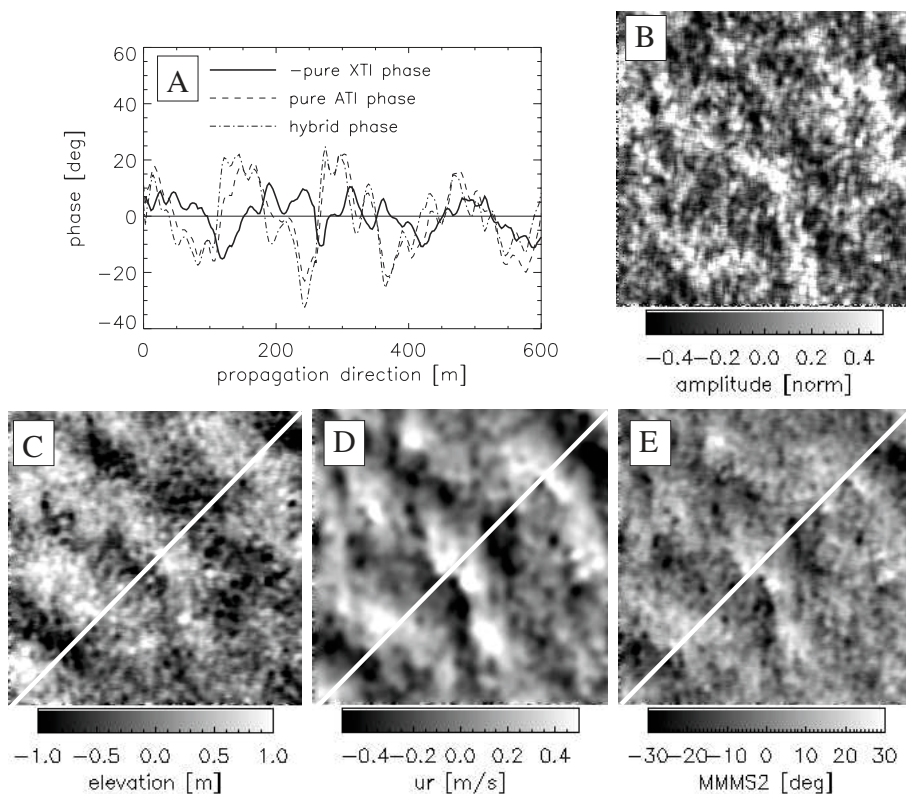 A
-pure XTI phase
pure ATI phase
hybrid phase
60
40
20
0
-20
-40
phase [deg]
0 200 400 600
propagation direction [m]
B
-0.4-0.2 0.0 0.2 0.4
amplitude [norm]
C
-1.0 -0.5 0.0 0.5 1.0
elevation [m]
D
-0.4 -0.2 0.0 0.2 0.4
ur [m/s]
E
-30-20-10 0 10 20 30
MMMS2 [deg]